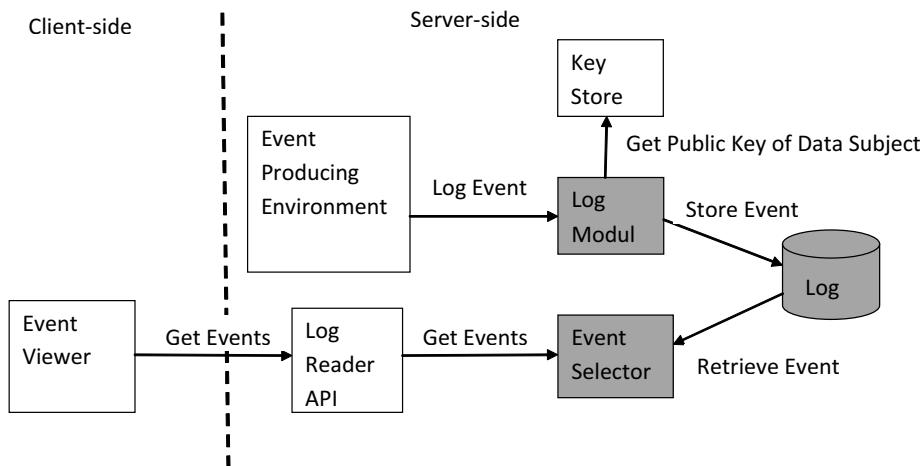 Client-side
Server-side
Key
Store
Event
Producing
Environment
Get Public Key of Data Subject
Log Event
Log
Modul
Store Event
Log
Event
Viewer
Get Events
Log
Reader
API
Get Events
Event
Selector
Retrieve Event